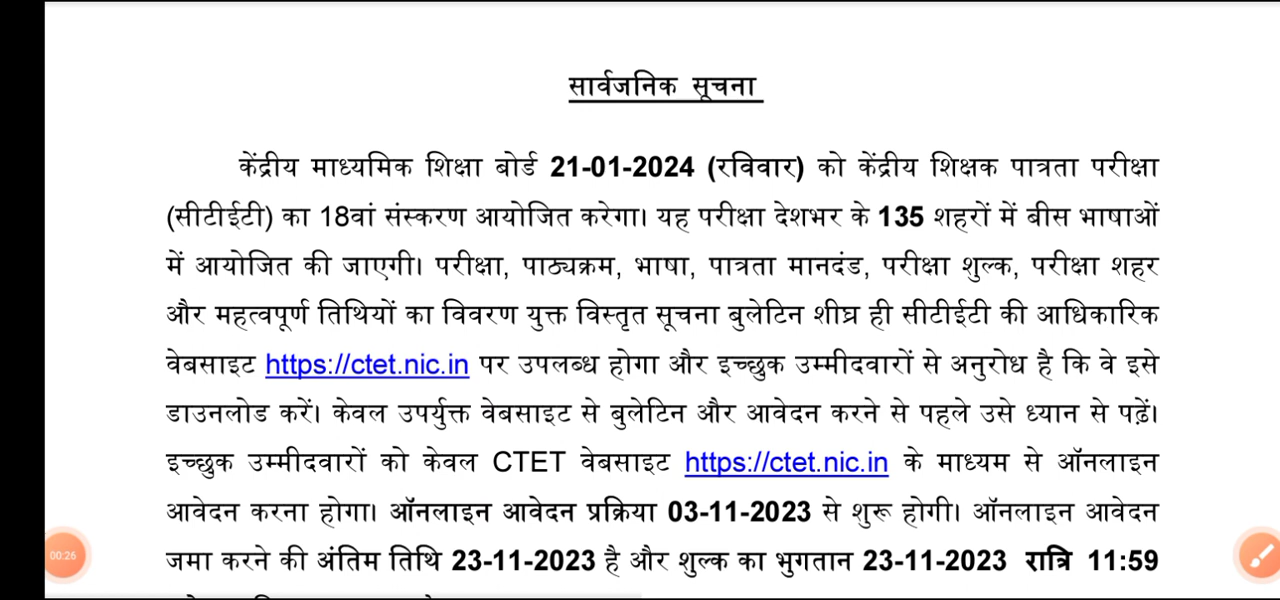 सार्वजनिक सूचना
केंद्रीय माध्यमिक शिक्षा बोर्ड 21-01-2024 (रविवार) को केंद्रीय शिक्षक पात्रता परीक्षा
(सीटीईटी) का 18वां संस्करण आयोजित करेगा। यह परीक्षा देशभर के 135 शहरों में बीस भाषाओं
में आयोजित की जाएगी। परीक्षा, पाठ्यक्रम, भाषा, पात्रता मानदंड, परीक्षा शुल्क, परीक्षा शहर
और महत्वपूर्ण तिथियों का विवरण युक्त विस्तृत सूचना बुलेटिन शीघ्र ही सीटीईटी की आधिकारिक
वेबसाइट https://ctet.nic.in पर उपलब्ध होगा और इच्छुक उम्मीदवारों से अनुरोध है कि वे इसे
डाउनलोड करें। केवल उपर्युक्त वेबसाइट से बुलेटिन और आवेदन करने से पहले उसे ध्यान से पढ़ें।
इच्छुक उम्मीदवारों को केवल CTET वेबसाइट https://ctet.nic.in के माध्यम से ऑनलाइन
आवेदन करना होगा। ऑनलाइन आवेदन प्रक्रिया 03-11-2023 से शुरू होगी। ऑनलाइन आवेदन
जमा करने की अंतिम तिथि 23-11-2023 है और शुल्क का भुगतान 23-11-2023 रात्रि 11:59
00:26